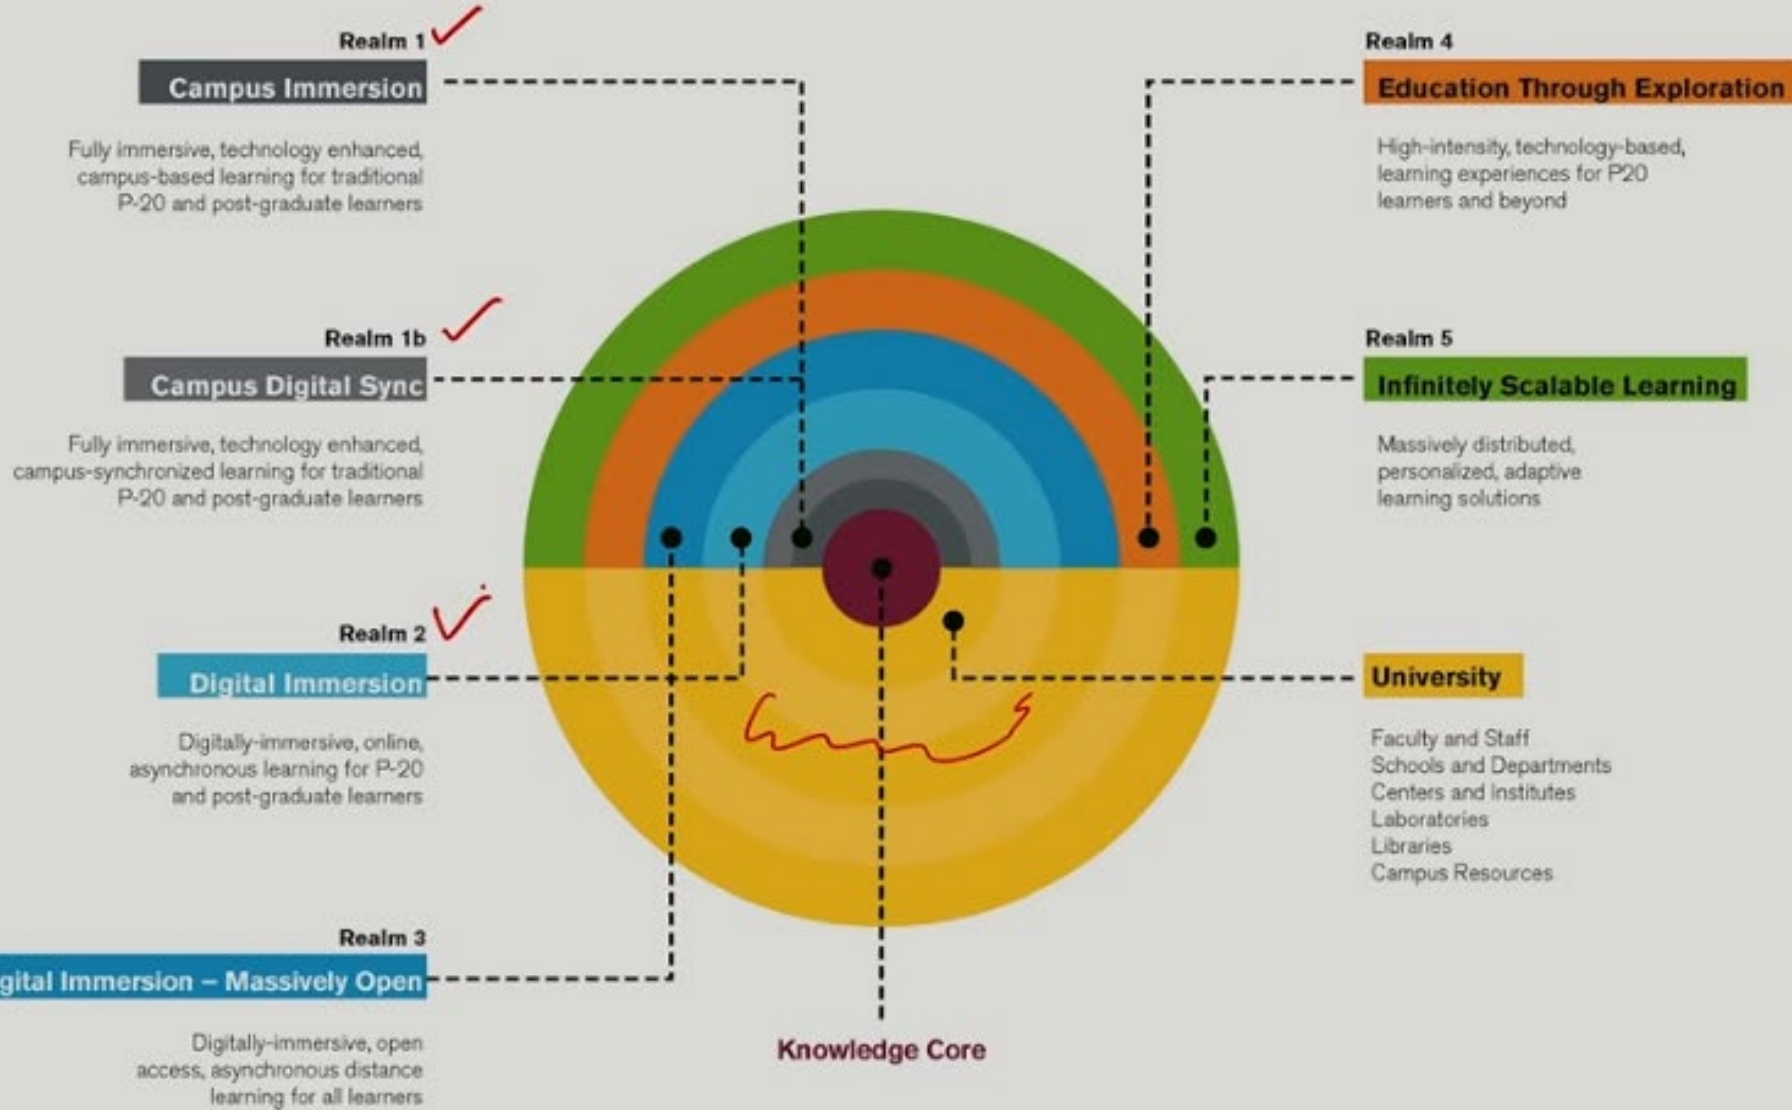 Realm 1
Campus Immersion
Fully immersive, technology enhanced,
campus-based learning for traditional
P-20 and post-graduate learners
Realm 1b
Campus Digital Sync
Fully immersive, technology enhanced,
campus-synchronized learning for traditional
P-20 and post-graduate learners
Realm 2
Digital Immersion
Digitally-immersive, online,
asynchronous learning for P-20
and post-graduate learners
Realm 3
gital Immersion – Massively Open
Digitally-immersive, open
access, asynchronous distance
learning for all learners
Knowledge Core
Realm 4
Education Through Exploration
High-intensity, technology-based,
learning experiences for P20
learners and beyond
Realm 5
Infinitely Scalable Learning
Massively distributed,
personalized, adaptive
learning solutions
University
Faculty and Staff
Schools and Departments
Centers and Institutes
Laboratories
Libraries
Campus Resources